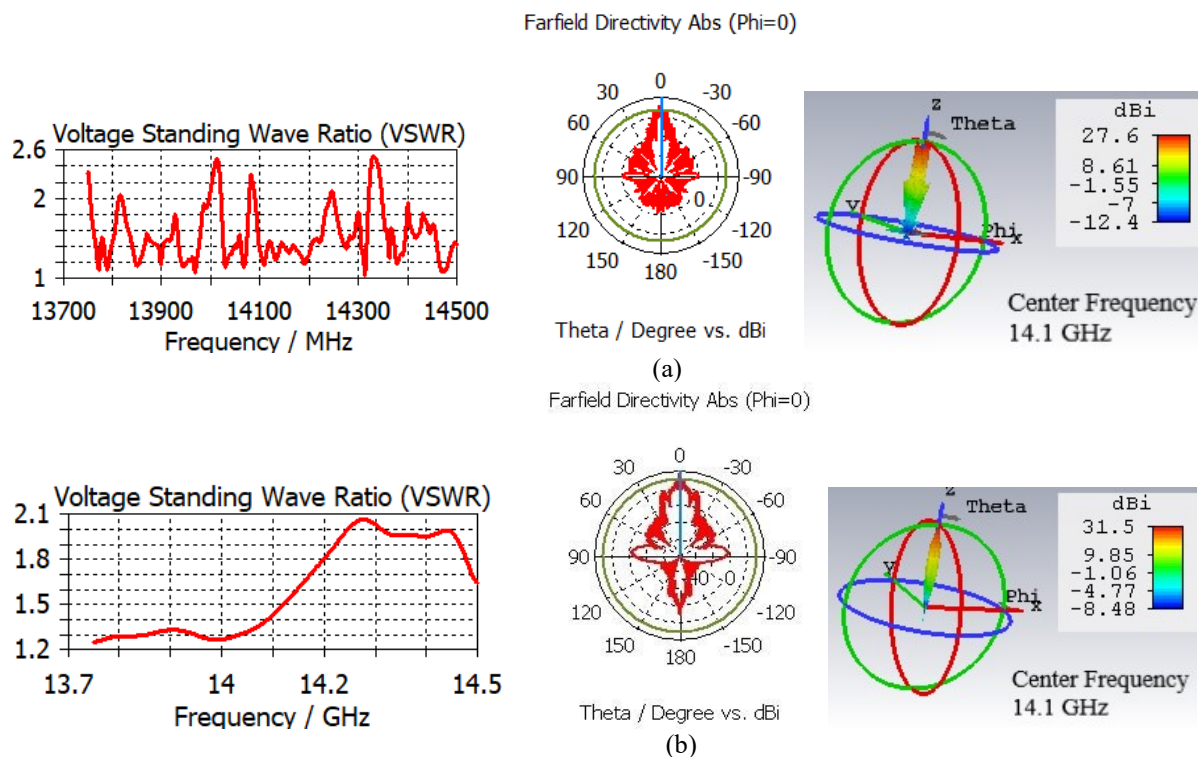 Farfield Directivity Abs (Phi=0)
Voltage Standing Wave Ratio (VSWR)
2.6
2
1.8
1.4
1
13700 13900 14100 14300 14500
Frequency / MHz
0
30 -30
60 -60
90 -90
0
120 -120
150 -150
180
Theta / Degree vs. dBi
z
Theta
y
x
Phi
x
dBi
27.6
8.61
-1.55
-7
-12.4
Center Frequency
14.1 GHz
(a)
Farfield Directivity Abs (Phi=0)
Voltage Standing Wave Ratio (VSWR)
2.1
1.8
1.5
1.2
13.7 14 14.2 14.5
Frequency / GHz
0
30 -30
60 -60
90 -90
40 0
120 -120
150 -150
180
Theta / Degree vs. dBi
z
Theta
y
Phi
x
dBi
31.5
9.85
-1.06
-4.77
-8.48
Center Frequency
14.1 GHz
(b)